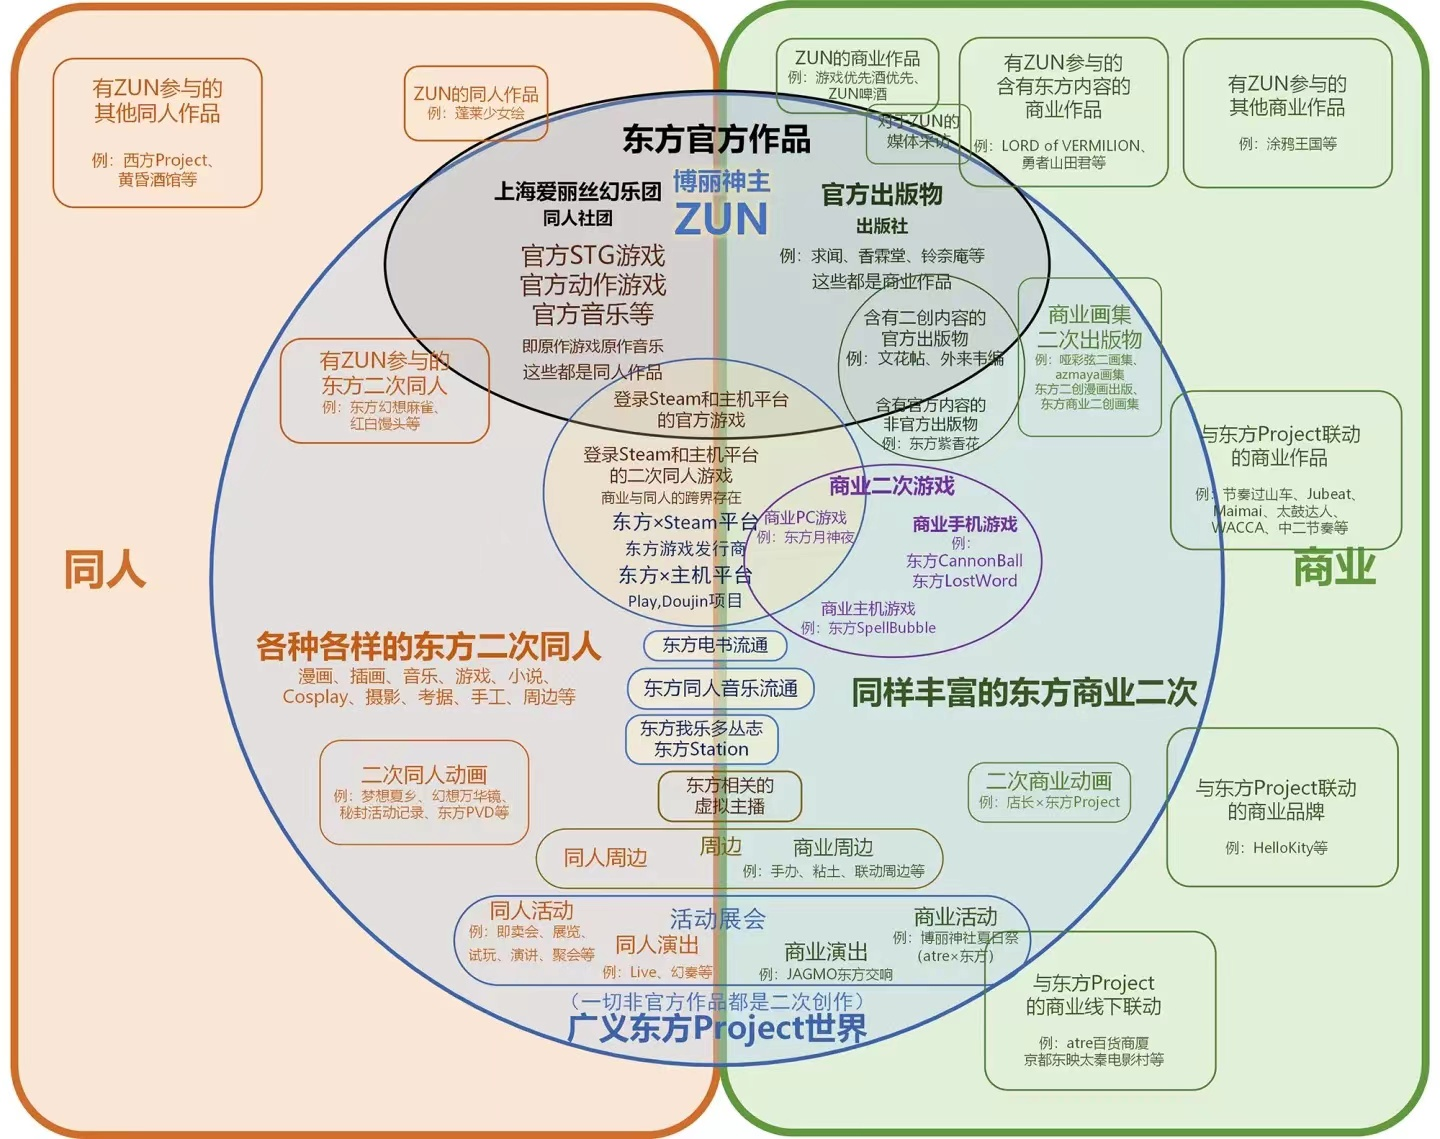 有ZUN参与的
其他同人作品
例：西方Project、
黄昏酒馆等
ZUN的同人作品
例：蓬莱少女绘
ZUN的商业作品
例：游戏优先酒优先、
ZUN啤酒
对于ZUN的
媒体采访
有ZUN参与的
含有东方内容的
商业作品
例：LORD of VERMILION、
勇者山田君等
有ZUN参与的
其他商业作品
例：涂鸦王国等
东方官方作品
博丽神主
ZUN
上海爱丽丝幻乐团
同人社团
官方STG游戏
官方动作游戏
官方音乐等
即原作游戏原作音乐
这些都是同人作品
官方出版物
出版社
例：求闻、香霖堂、铃奈庵等
这些都是商业作品
含有二创内容的
官方出版物
例：文花帖、外来韦编
含有官方内容的
非官方出版物
例：东方紫香花
商业画集
二次出版物
例：哑彩弦二画集、
azmaya画集
东方二创漫画出版、
东方商业二创画集
有ZUN参与的
东方二次同人
例：东方幻想麻雀、
红白馒头等
登录Steam和主机平台
的官方游戏
登录Steam和主机平台
的二次同人游戏
商业与同人的跨界存在
东方×Steam平台
东方游戏发行商
东方×主机平台
Play,Doujin项目
商业二次游戏
商业PC游戏
例：东方月神夜
商业手机游戏
例：
东方CannonBall
东方LostWord
商业主机游戏
例：东方SpellBubble
与东方Project联动
的商业作品
例：节奏过山车、Jubeat、
Maimai、太鼓达人、
WACCA、中二节奏等
同人
商业
各种各样的东方二次同人
漫画、插画、音乐、游戏、小说、
Cosplay、摄影、考据、手工、周边等
东方电书流通
东方同人音乐流通
东方我乐多丛志
东方Station
东方相关的
虚拟主播
同样丰富的东方商业二次
二次同人动画
例：梦想夏乡、幻想万华镜、
秘封活动记录、东方PVD等
二次商业动画
例：店长×东方Project
与东方Project联动
的商业品牌
例：HelloKity等
同人周边
周边
商业周边
例：手办、粘土、联动周边等
同人活动
例：即卖会、展览、
试玩、演讲、聚会等
活动展会
同人演出
例：Live、幻奏等
商业演出
例：JAGMO东方交响
商业活动
例：博丽神社夏日祭
(atre×东方)
与东方Project
的商业线下联动
例：atre百货商厦
京都东映太秦电影村等
（一切非官方作品都是二次创作）
广义东方Project世界